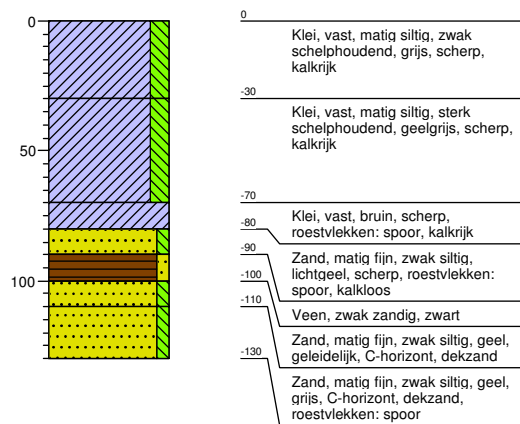 0
50
100
0
Klei, vast, matig siltig, zwak
schelphoudend, grijs, scherp,
kalkrijk
-30
Klei, vast, matig siltig, sterk
schelphoudend, geelgrijs, scherp,
kalkrijk
-70
Klei, vast, bruin, scherp,
roestvlekken: spoor, kalkrijk
-80
Zand, matig fijn, zwak siltig,
lichtgeel, scherp, roestvlekken:
spoor, kalkloos
-90
Veen, zwak zandig, zwart
-100
Zand, matig fijn, zwak siltig, geel,
geleidelijk, C-horizont, dekzand
-110
Zand, matig fijn, zwak siltig, geel,
grijs, C-horizont, dekzand,
roestvlekken: spoor
-130